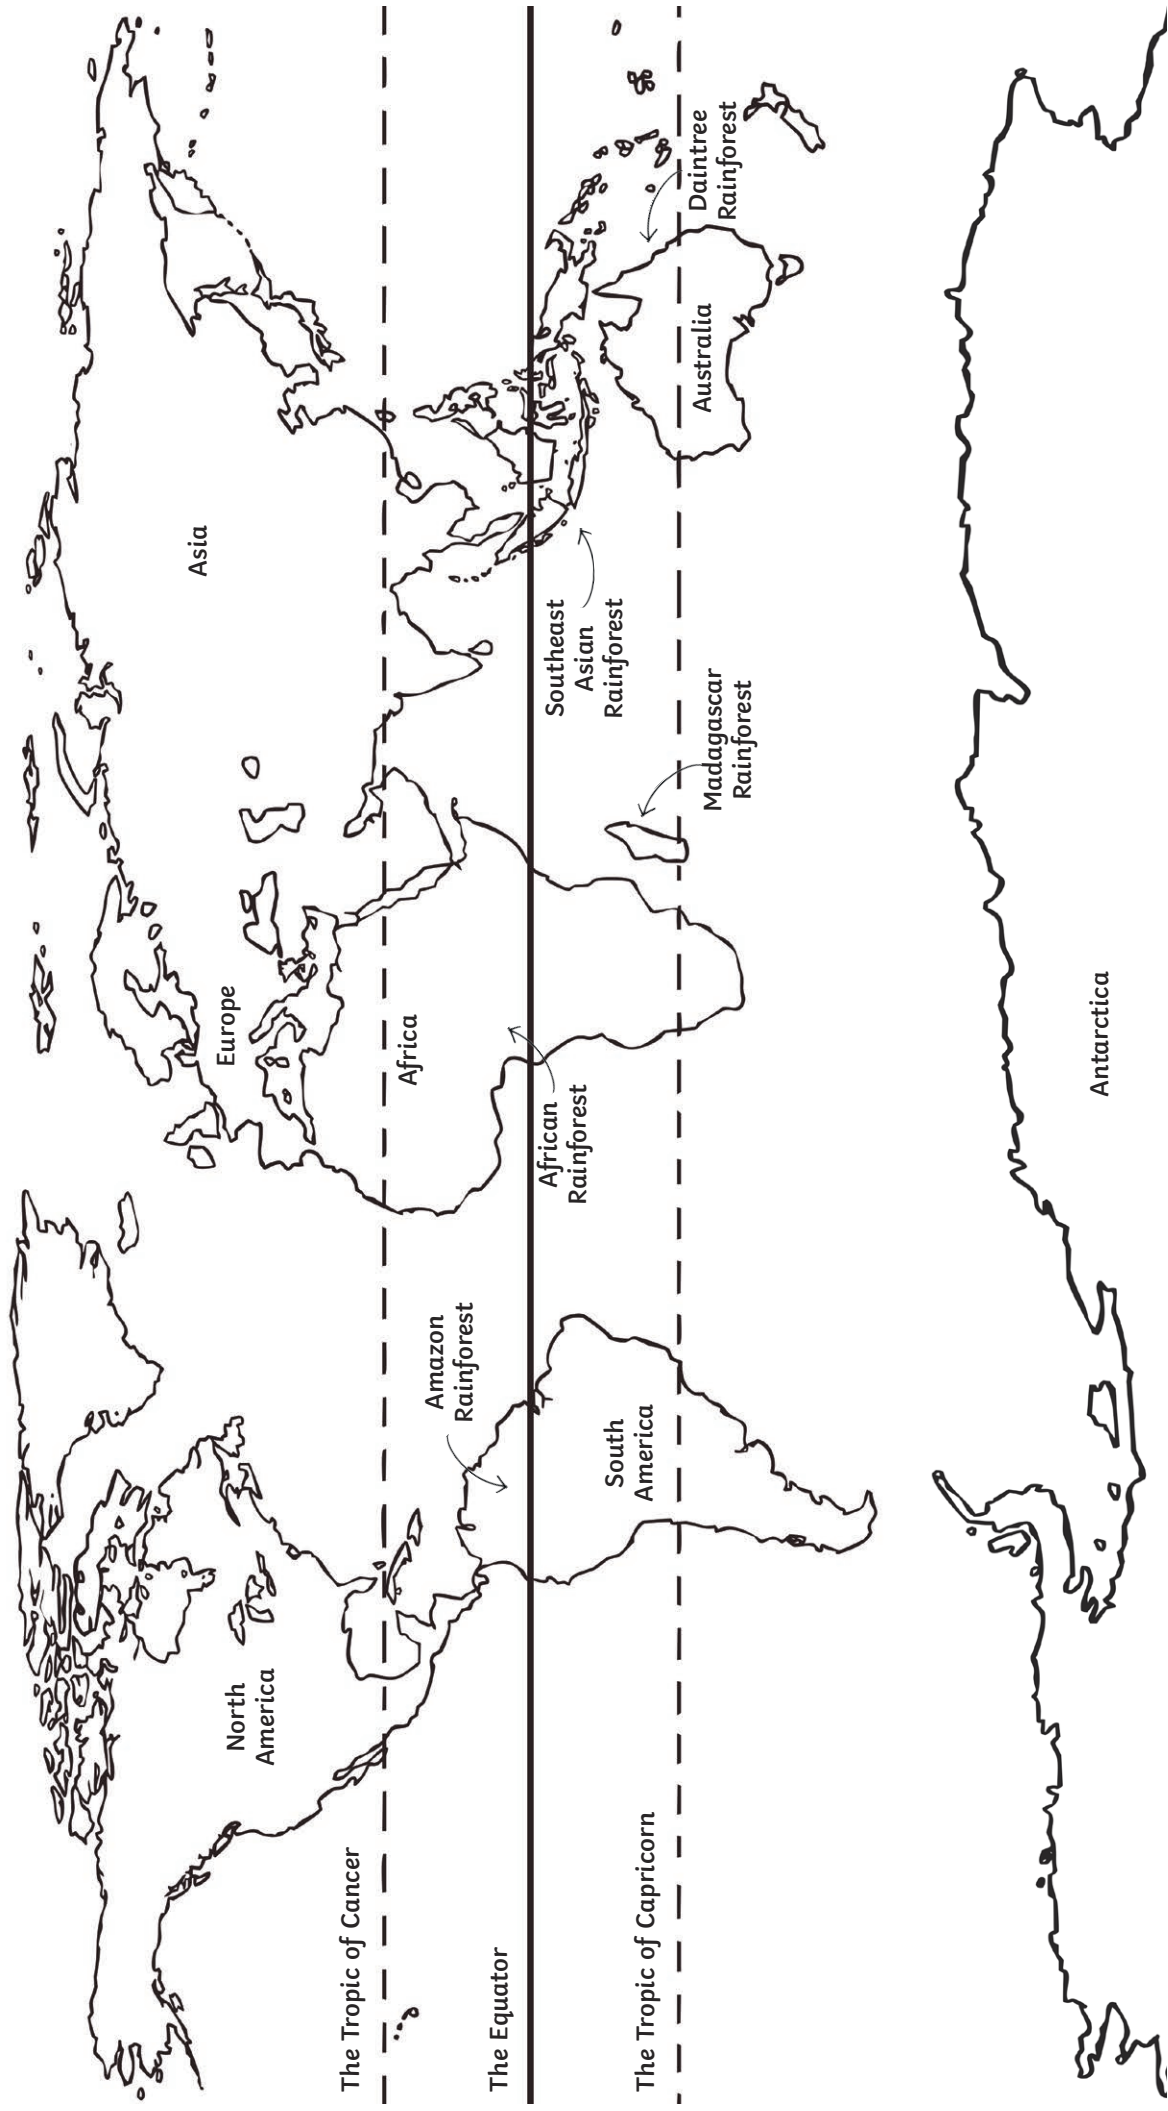 North
America
Europe
Asia
The Tropic of Cancer
Africa
Amazon
Rainforest
The Equator
African
Rainforest
Southeast
Asian
Rainforest
South
America
The Tropic of Capricorn
Madagascar
Rainforest
Australia
Daintree
Rainforest
Antarctica